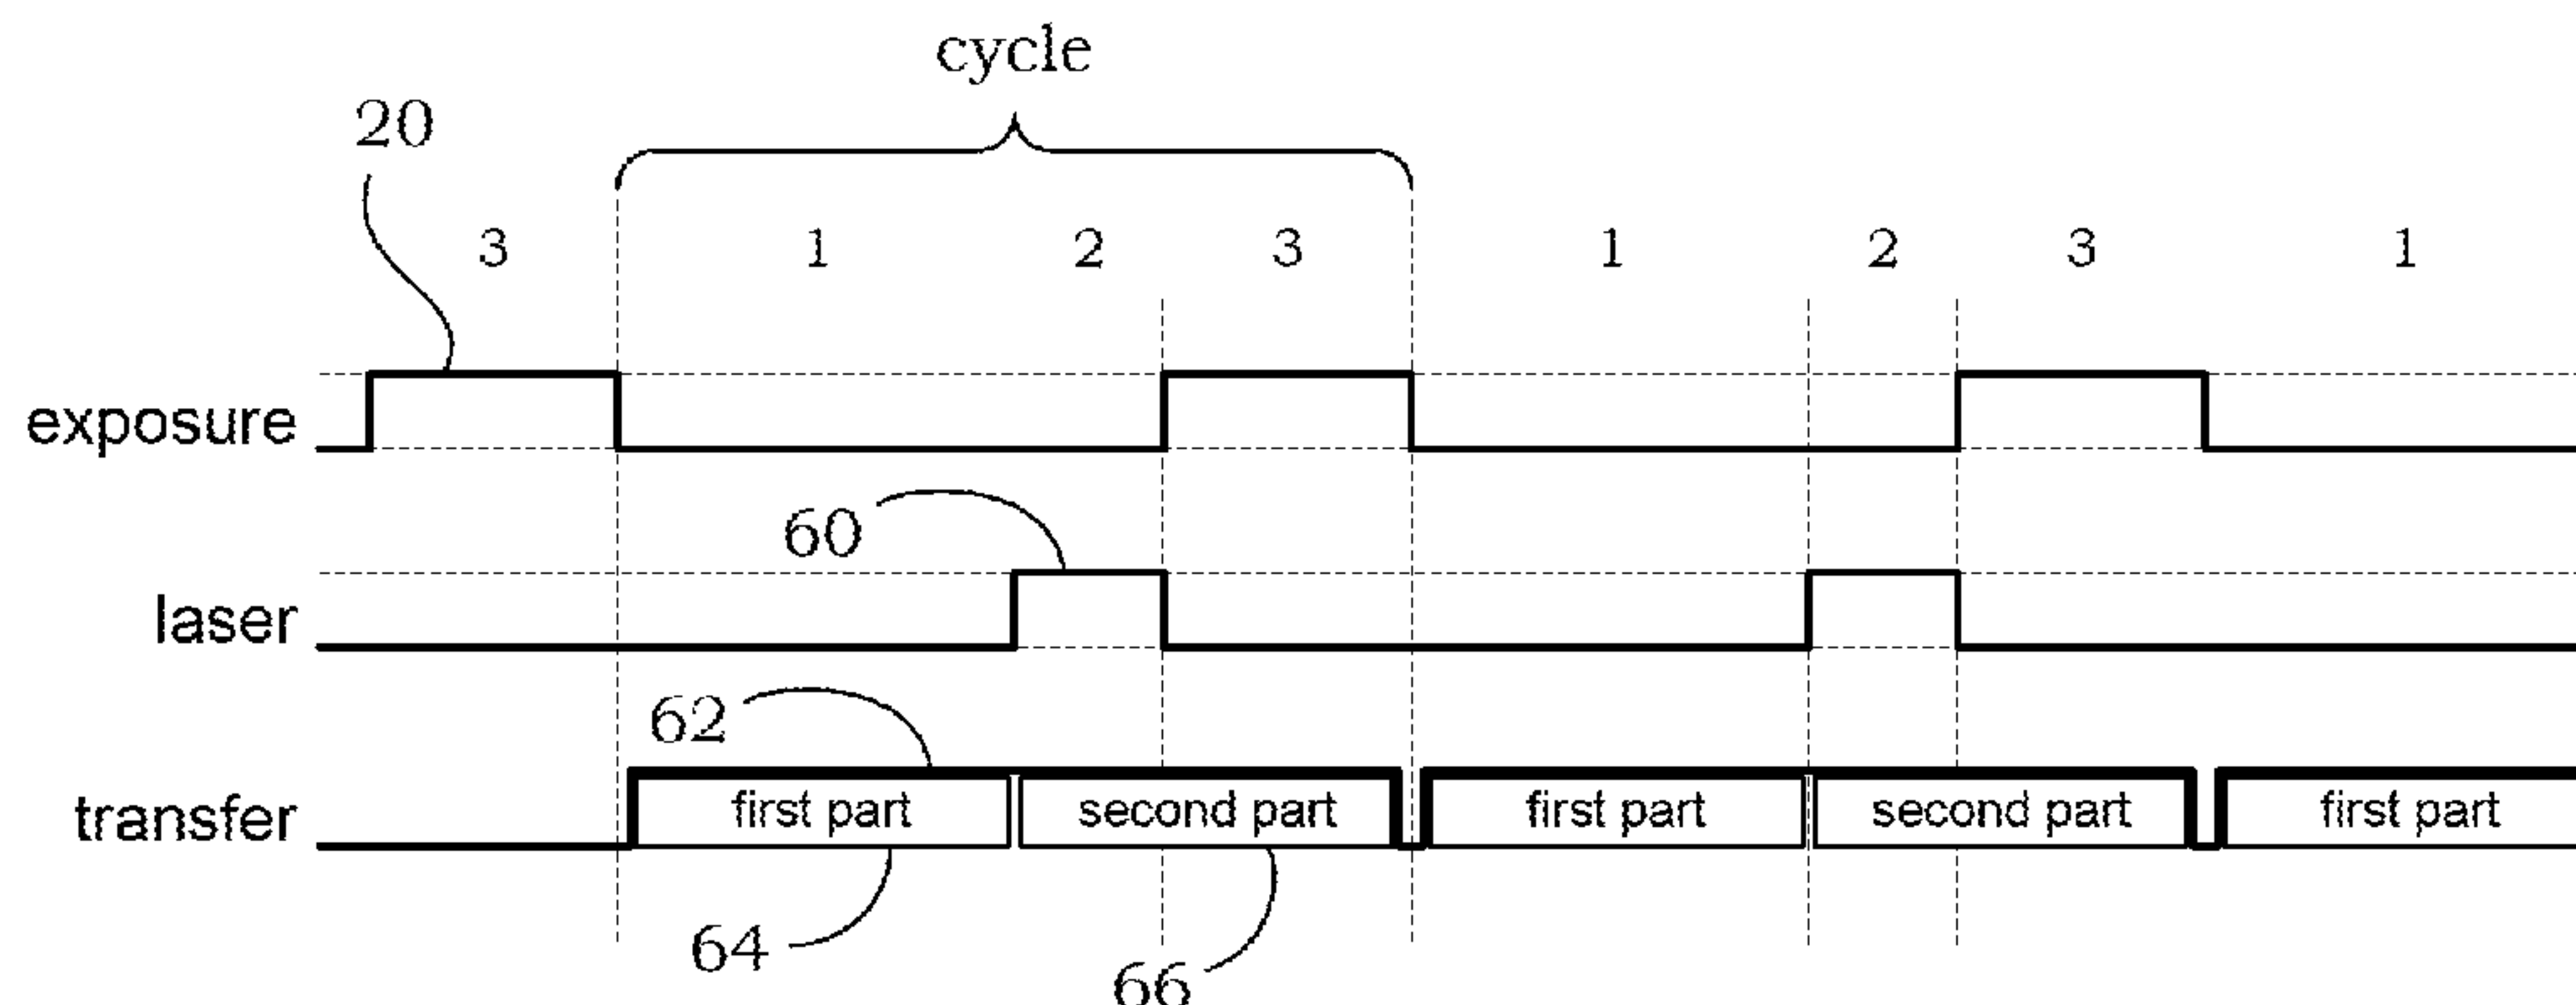 cycle
20
3 1 2 3 1 2 3 1
exposure
60
laser
62
transfer first part second part first part second part first part
64
66